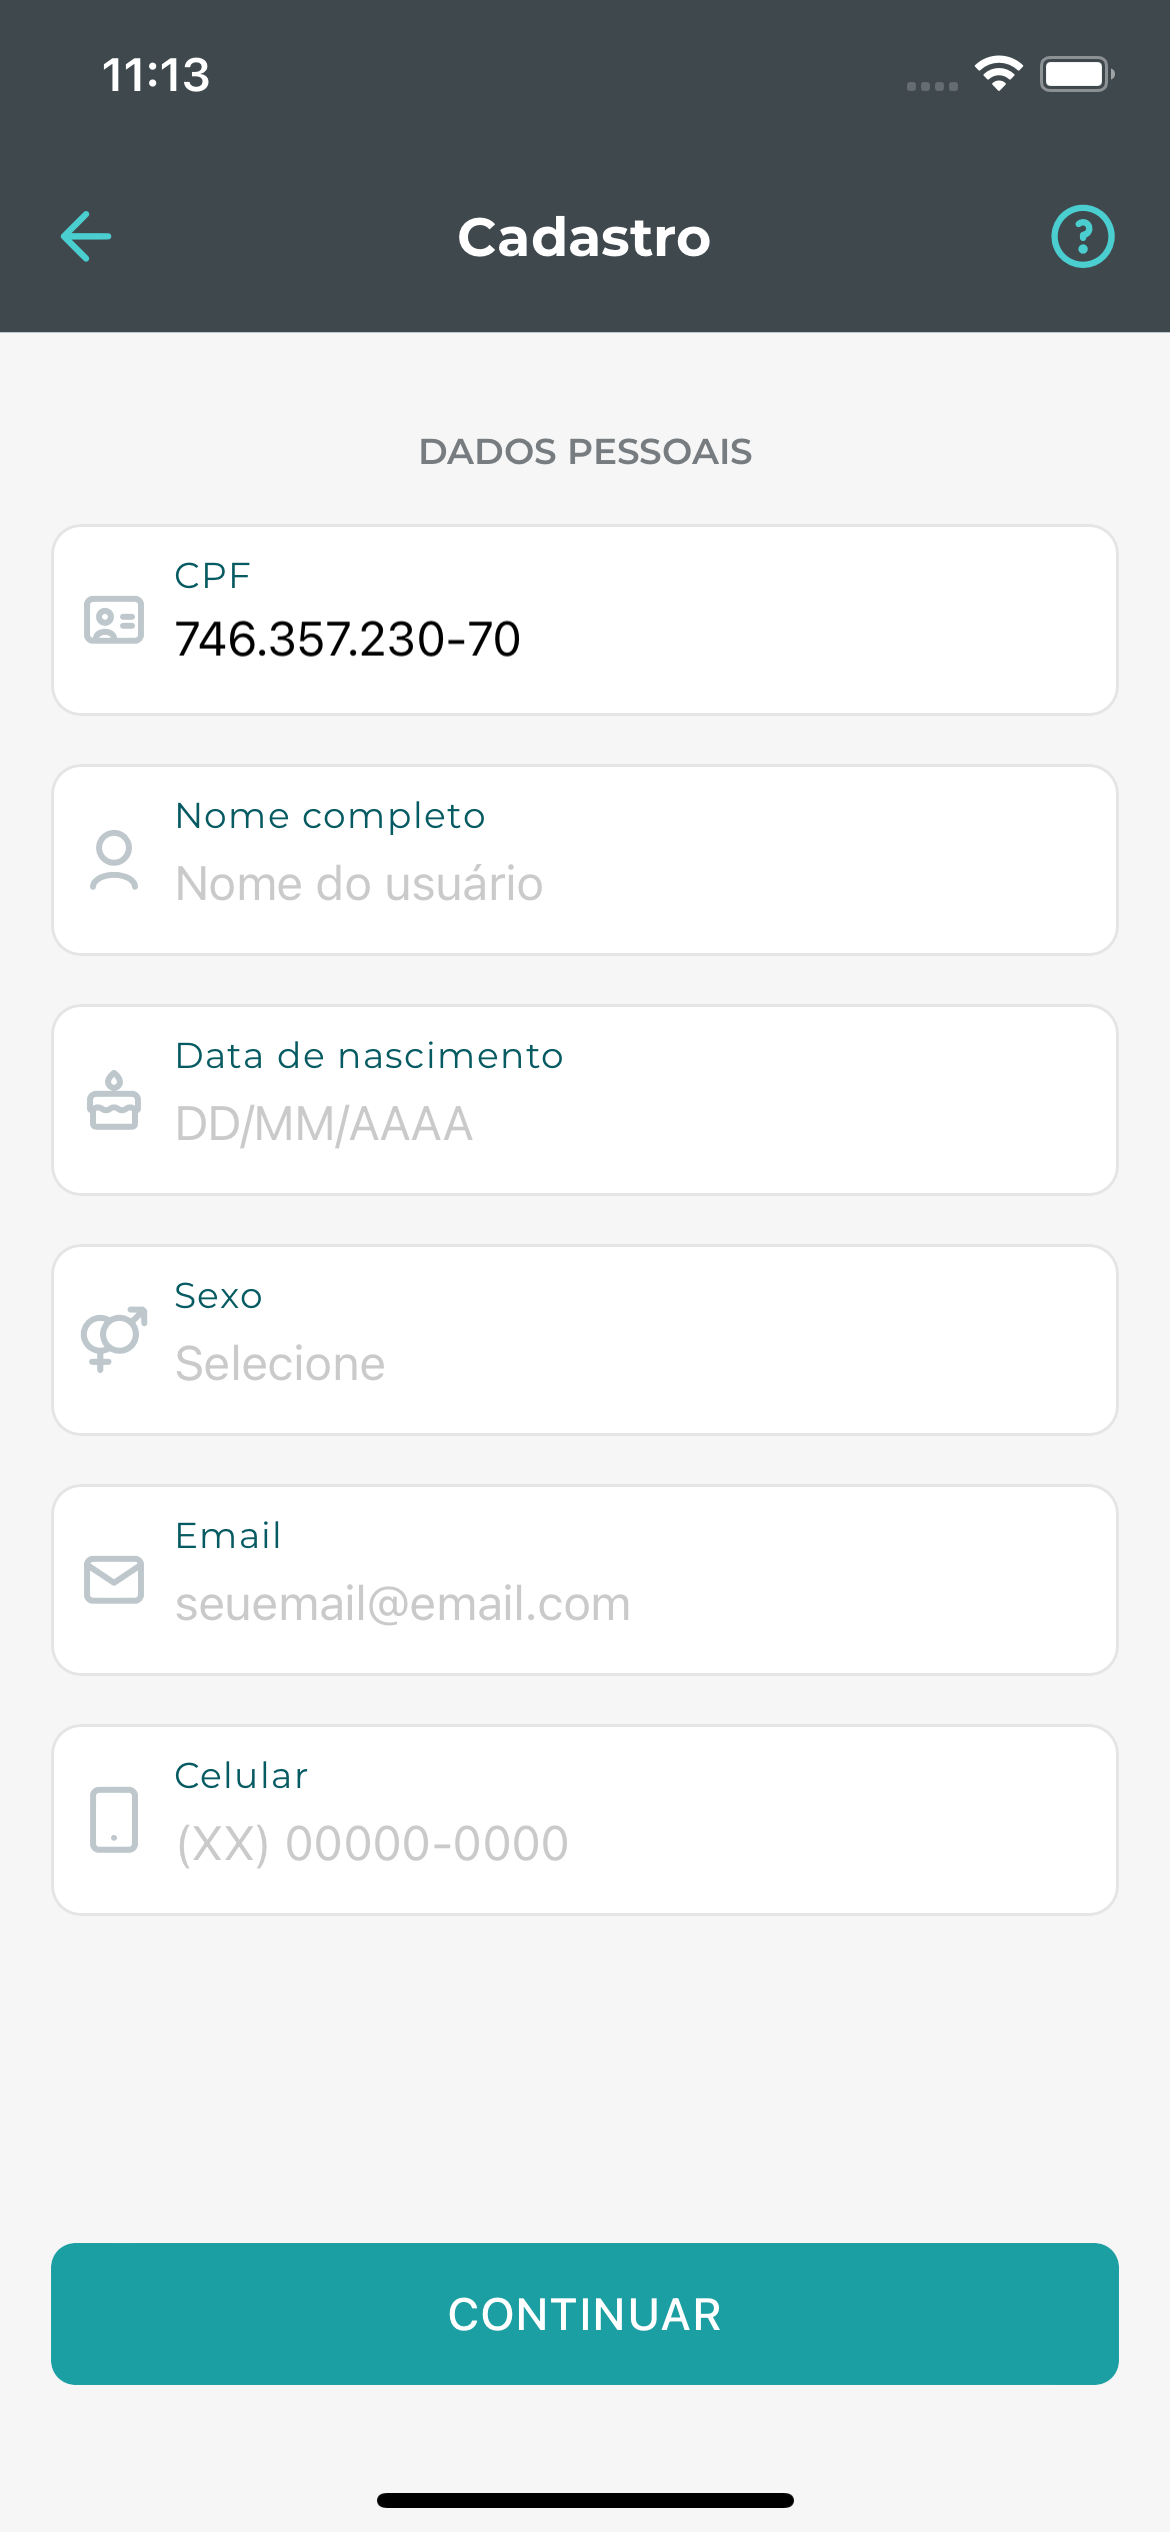 11:13
Cadastro
DADOS PESSOAIS
CPF
746.357.230-70
Nome completo
Nome do usuário
Data de nascimento
DD/MM/AAAA
Sexo
Selecione
Email
seuemail@email.com
Celular
(XX) 00000-0000
CONTINUAR